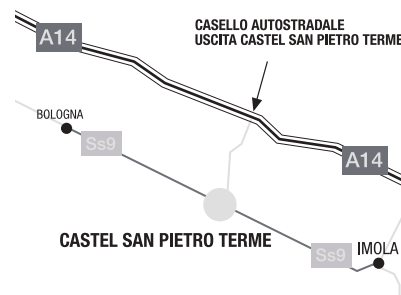 CASELLO AUTOSTRADALE
USCITA CASTEL SAN PIETRO TERME
A14
BOLOGNA
Ss9
A14
CASTEL SAN PIETRO TERME
Ss9
IMOLA